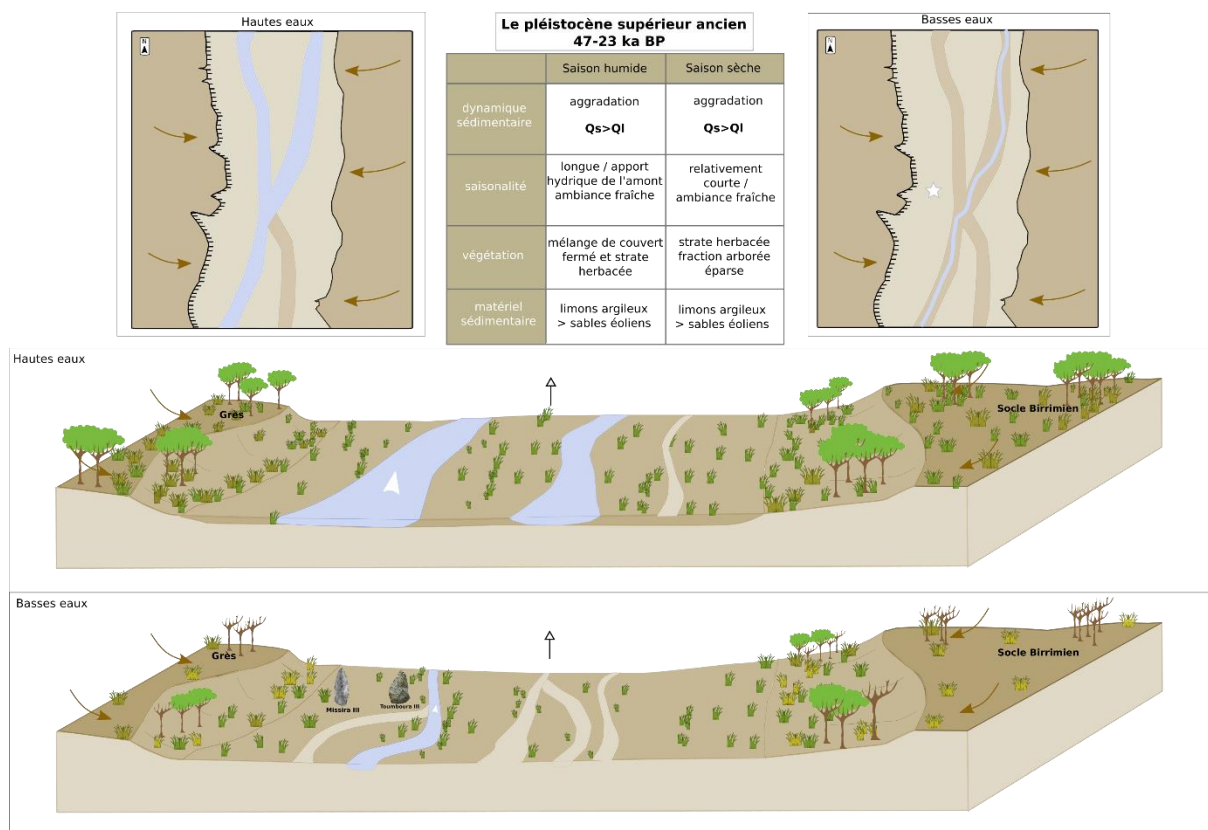 Hautes eaux
N
Le pléistocène supérieur ancien
47-23 ka BP
Basses eaux
N
Saison humide
Saison sèche
dynamique
sédimentaire
aggradation
Qs>Ql
aggradation
Qs>Ql
saisonalité
longue / apport
hydrique de l'amont
ambiance fraîche
relativement
courte /
ambiance fraîche
végétation
mélange de couvert
fermé et strate
herbacée
strate herbacée
fraction arborée
éparse
matériel
sédimentaire
limons argileux
> sables éoliens
limons argileux
> sables éoliens
Hautes eaux
Grès
Socle Birrimien
Basses eaux
Grès
Socle Birrimien
Missira III
Toumboura III